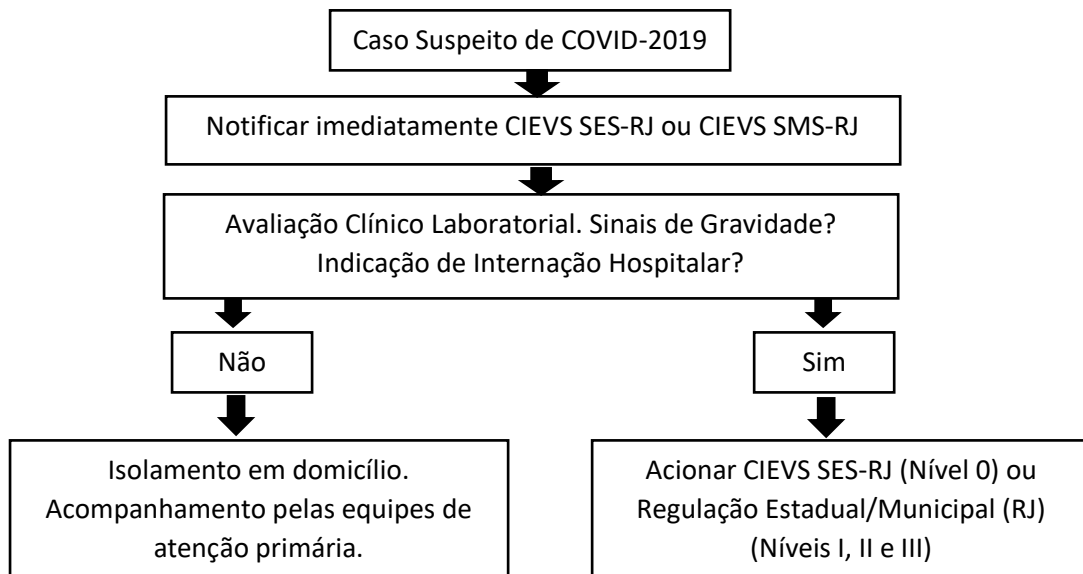 Caso Suspeito de COVID-2019
Notificar imediatamente CIEVS SES-RJ ou CIEVS SMS-RJ
Avaliação Clínico Laboratorial. Sinais de Gravidade?
Indicação de Internação Hospitalar?
Não
Sim
Isolamento em domicílio.
Acompanhamento pelas equipes de
atenção primária.
Acionar CIEVS SES-RJ (Nível 0) ou
Regulação Estadual/Municipal (RJ)
(Níveis I, II e III)